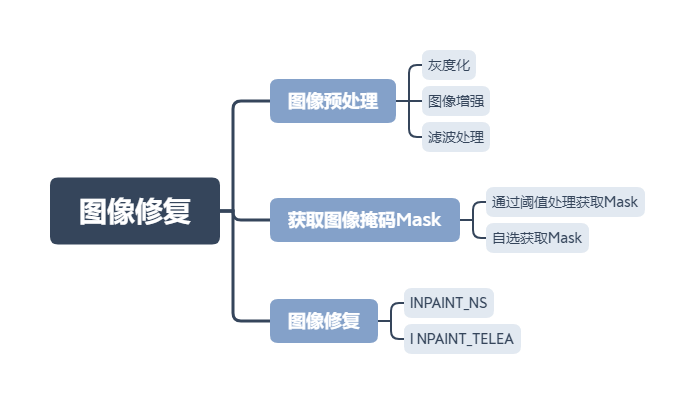 图像修复
图像预处理
灰度化
图像增强
滤波处理
获取图像掩码Mask
通过阈值处理获取Mask
自选获取Mask
图像修复
INPAINT_NS
I NPAINT_TELEA